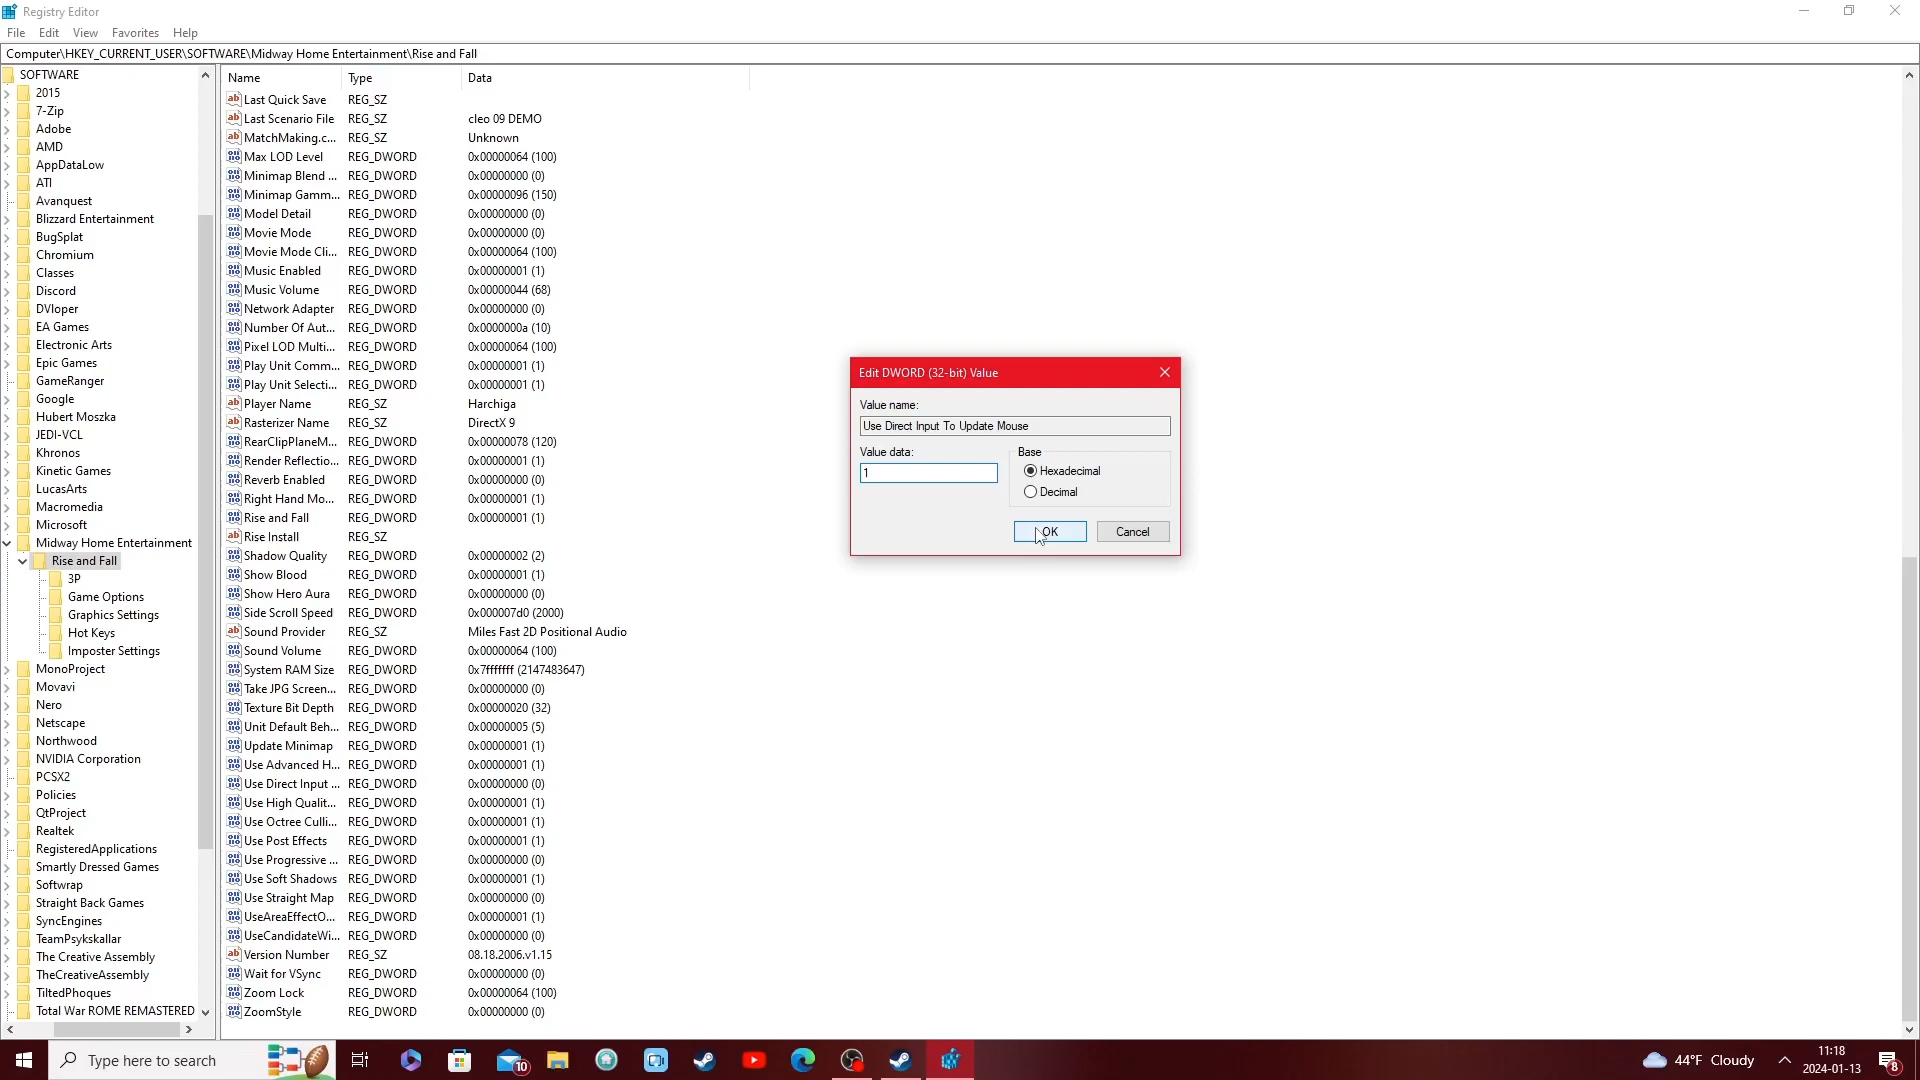 Registry Editor
File Edit View Favorites Help
Computer\HKEY_CURRENT_USER\SOFTWARE\Midway Home Entertainment\Rise and Fall
SOFTWARE
2015
7-Zip
Adobe
AMD
AppDataLow
ATI
Avanquest
Blizzard Entertainment
BugSplat
Chromium
Classes
Discord
DVloper
EA Games
Electronic Arts
Epic Games
GameRanger
Google
Hubert Moszka
JEDI-VCL
Khronos
Kinetic Games
LucasArts
Macromedia
Microsoft
Midway Home Entertainment
Rise and Fall
3P
Game Options
Graphics Settings
Hot Keys
Imposter Settings
MonoProject
Movavi
Nero
Netscape
Northwood
NVIDIA Corporation
PCSX2
Policies
QtProject
Realtek
RegisteredApplications
Smartly Dressed Games
Softwrap
Straight Back Games
SyncEngines
TeamPsykskallar
The Creative Assembly
TheCreativeAssembly
TiltedPhoques
Total War ROME REMASTERED
Name Type Data
Last Quick Save REG_SZ
Last Scenario File REG_SZ cleo 09 DEMO
MatchMaking.c... REG_SZ Unknown
Max LOD Level REG_DWORD 0x00000064 (100)
Minimap Blend ... REG_DWORD 0x00000000 (0)
Minimap Gamm... REG_DWORD 0x00000096 (150)
Model Detail REG_DWORD 0x00000000 (0)
Movie Mode REG_DWORD 0x00000000 (0)
Movie Mode Cli... REG_DWORD 0x00000064 (100)
Music Enabled REG_DWORD 0x00000001 (1)
Music Volume REG_DWORD 0x00000044 (68)
Network Adapter REG_DWORD 0x00000000 (0)
Number Of Aut... REG_DWORD 0x0000000a (10)
Pixel LOD Multi... REG_DWORD 0x00000064 (100)
Play Unit Comm... REG_DWORD 0x00000001 (1)
Play Unit Selecti... REG_DWORD 0x00000001 (1)
Player Name REG_SZ Harchiga
Rasterizer Name REG_SZ DirectX 9
RearClipPlaneM... REG_DWORD 0x00000078 (120)
Render Reflectio... REG_DWORD 0x00000001 (1)
Reverb Enabled REG_DWORD 0x00000000 (0)
Right Hand Mo... REG_DWORD 0x00000001 (1)
Rise and Fall REG_DWORD 0x00000001 (1)
Rise Install REG_SZ
Shadow Quality REG_DWORD 0x00000002 (2)
Show Blood REG_DWORD 0x00000001 (1)
Show Hero Aura REG_DWORD 0x00000000 (0)
Side Scroll Speed REG_DWORD 0x000007d0 (2000)
Sound Provider REG_SZ Miles Fast 2D Positional Audio
Sound Volume REG_DWORD 0x00000064 (100)
System RAM Size REG_DWORD 0x7fffffff (2147483647)
Take JPG Screen... REG_DWORD 0x00000000 (0)
Texture Bit Depth REG_DWORD 0x00000020 (32)
Unit Default Beh... REG_DWORD 0x00000005 (5)
Update Minimap REG_DWORD 0x00000001 (1)
Use Advanced H... REG_DWORD 0x00000001 (1)
Use Direct Input ... REG_DWORD 0x00000000 (0)
Use High Qualit... REG_DWORD 0x00000001 (1)
Use Octree Culli... REG_DWORD 0x00000001 (1)
Use Post Effects REG_DWORD 0x00000001 (1)
Use Progressive ... REG_DWORD 0x00000000 (0)
Use Soft Shadows REG_DWORD 0x00000001 (1)
Use Straight Map REG_DWORD 0x00000000 (0)
UseAreaEffectO... REG_DWORD 0x00000001 (1)
UseCandidateWi... REG_DWORD 0x00000000 (0)
Version Number REG_SZ 08.18.2006.v1.15
Wait for VSync REG_DWORD 0x00000000 (0)
Zoom Lock REG_DWORD 0x00000064 (100)
ZoomStyle REG_DWORD 0x00000000 (0)
Edit DWORD (32-bit) Value
Value name:
Use Direct Input To Update Mouse
Value data: Base
1 Hexadecimal
Decimal
OK Cancel
Type here to search
10
44°F Cloudy
11:18
2024-01-13
8